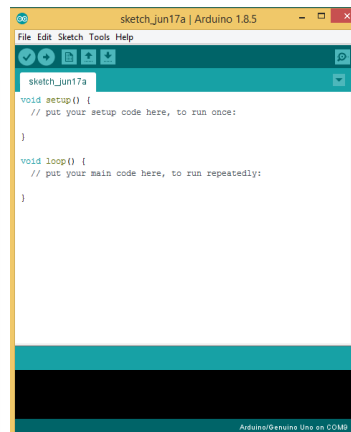 sketch_jun17a | Arduino 1.8.5
File Edit Sketch Tools Help
sketch_jun17a
void setup() {
// put your setup code here, to run once:
}
void loop() {
// put your main code here, to run repeatedly:
}
Arduino/Genuino Uno on COM9